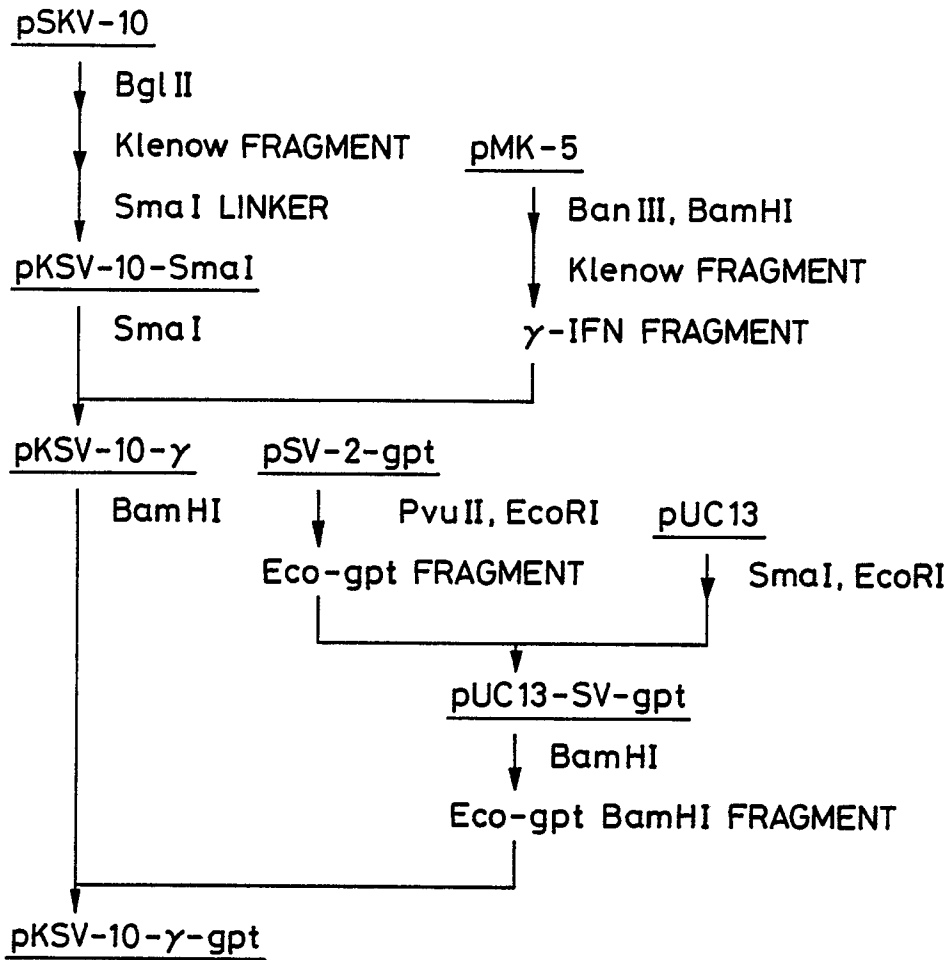 pSKV-10
Bgl II
Klenow FRAGMENT
SmaI LINKER
pKSV-10-SmaI
SmaI
pMK-5
Ban III, BamHI
Klenow FRAGMENT
γ-IFN FRAGMENT
pKSV-10-γ
BamHI
pSV-2-gpt
PvuII, EcoRI
Eco-gpt FRAGMENT
pUC13
SmaI, EcoRI
pUC13-SV-gpt
BamHI
Eco-gpt BamHI FRAGMENT
pKSV-10-γ-gpt